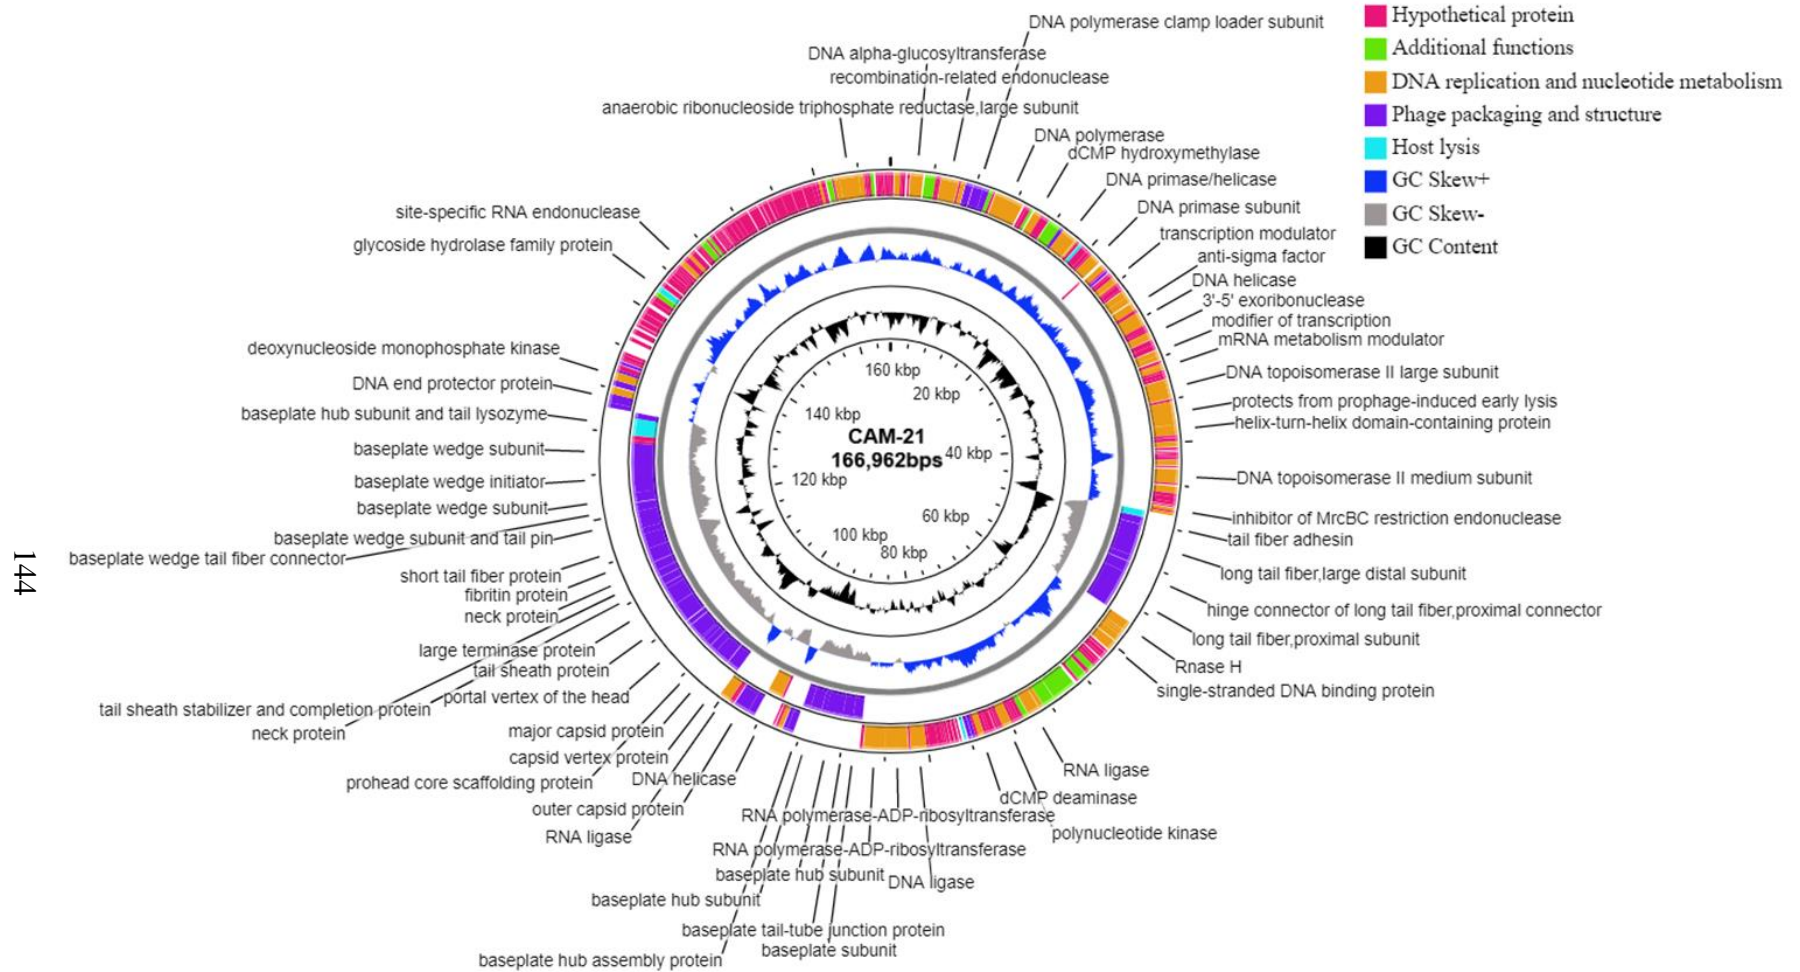 DNA polymerase clamp loader subunit
DNA alpha-glucosyltransferase
recombination-related endonuclease
anaerobic ribonucleoside triphosphate reductase,large subunit
DNA polymerase
dCMP hydroxymethylase
DNA primase/helicase
DNA primase subunit
transcription modulator
anti-sigma factor
DNA helicase
3'-5' exoribonuclease
modifier of transcription
mRNA metabolism modulator
DNA topoisomerase II large subunit
protects from prophage-induced early lysis
helix-turn-helix domain-containing protein
DNA topoisomerase II medium subunit
inhibitor of MrcBC restriction endonuclease
tail fiber adhesin
long tail fiber,large distal subunit
hinge connector of long tail fiber,proximal connector
long tail fiber,proximal subunit
Rnase H
single-stranded DNA binding protein
RNA ligase
dCMP deaminase
polynucleotide kinase
RNA polymerase-ADP-ribosyltransferase
RNA polymerase-ADP-ribosyltransferase
DNA ligase
baseplate hub subunit
baseplate hub subunit
baseplate tail-tube junction protein
baseplate subunit
baseplate hub assembly protein
site-specific RNA endonuclease
glycoside hydrolase family protein
deoxynucleoside monophosphate kinase
DNA end protector protein
baseplate hub subunit and tail lysozyme
baseplate wedge subunit
baseplate wedge initiator
baseplate wedge subunit
baseplate wedge subunit and tail pin
baseplate wedge tail fiber connector
short tail fiber protein
fibritin protein
neck protein
large terminase protein
tail sheath protein
portal vertex of the head
tail sheath stabilizer and completion protein
neck protein
major capsid protein
capsid vertex protein
prohead core scaffolding protein
DNA helicase
outer capsid protein
RNA ligase
160 kbp
20 kbp
140 kbp
CAM-21
166,962bps
40 kbp
120 kbp
60 kbp
100 kbp
80 kbp
Hypothetical protein
Additional functions
DNA replication and nucleotide metabolism
Phage packaging and structure
Host lysis
GC Skew+
GC Skew-
GC Content
144